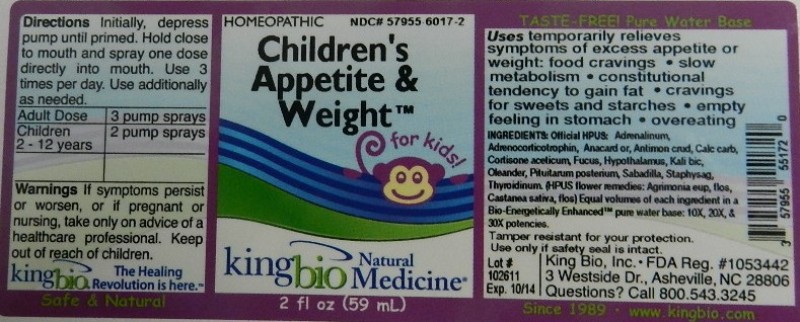 Directions Initially, depress
pump until primed. Hold close
to mouth and spray one dose
directly into mouth. Use 3
times per day. Use additionally
as needed.
Adult Dose 3 pump sprays
Children 2 pump sprays
2 - 12 years
Warnings If symptoms persist
or worsen, or if pregnant or
nursing, take only on advice of a
healthcare professional. Keep
out of reach of children.
king bio The Healing
Revolution is here.™
Safe & Natural
HOMEOPATHIC NDC# 57955-6017-2
Children's
Appetite &
Weight™
for kids!
king bio Natural
Medicine®
2 fl oz (59 mL)
TASTE-FREE! Pure Water Base
Uses temporarily relieves
symptoms of excess appetite or
weight: food cravings • slow
metabolism • constitutional
tendency to gain fat • cravings
for sweets and starches • empty
feeling in stomach • overeating
INGREDIENTS: Official HPUS: Adrenalinum,
Adrenocorticotrophin, Anacard or, Antimon crud, Calc carb,
Cortisone aceticum, Fucus, Hypothalamus, Kali bic,
Oleander, Pituitarum posterium, Sabadilla, Staphysag,
Thyroidinum. (HPUS flower remedies: Agrimonia eup, flos,
Castanea sativa, flos) Equal volumes of each ingredient in a
Bio-Energetically Enhanced™ pure water base: 10X, 20X, &
30X potencies.
Tamper resistant for your protection.
Use only if safety seal is intact.
Lot #
102611
Exp. 10/14
King Bio, Inc. • FDA Reg. #1053442
3 Westside Dr., Asheville, NC 28806
Questions? Call 800.543.3245
Since 1989 · www.kingbio.com
3 57955 55172 0